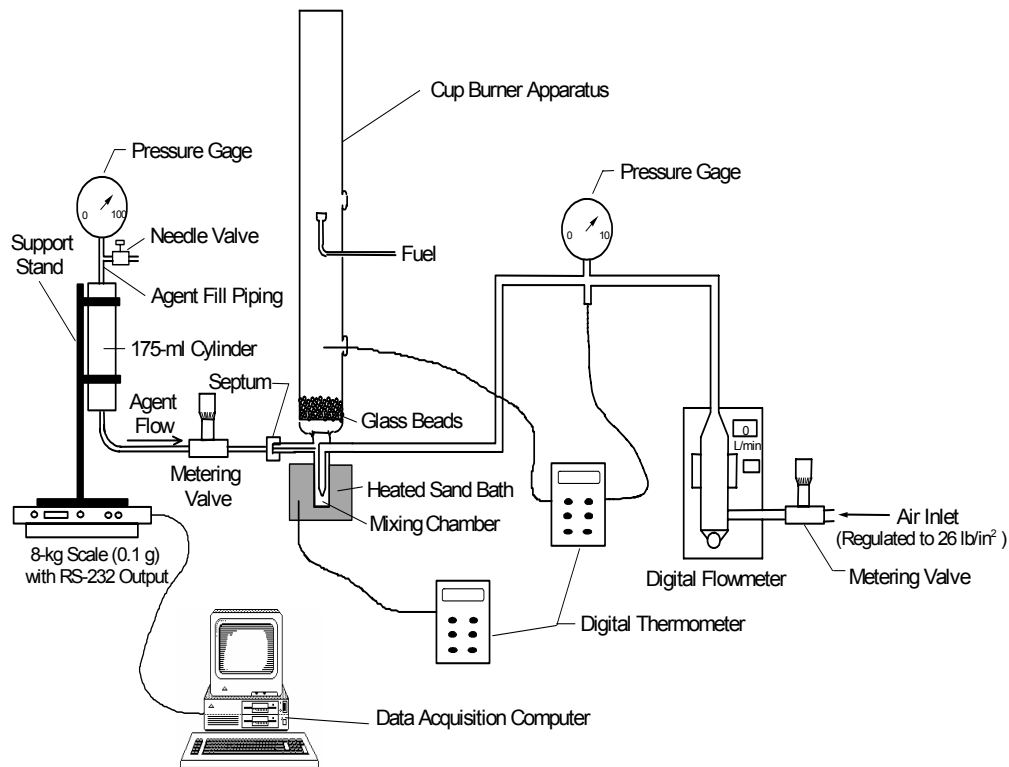 Cup Burner Apparatus
Pressure Gage
0 100
Needle Valve
Support
Stand
Agent Fill Piping
175-ml Cylinder
Fuel
Pressure Gage
0 10
Septum
Agent
Flow
Glass Beads
Metering
Valve
Heated Sand Bath
Mixing Chamber
0
L/min
Air Inlet
(Regulated to 26 lb/in²)
Metering Valve
Digital Flowmeter
8-kg Scale (0.1 g)
with RS-232 Output
Digital Thermometer
Data Acquisition Computer